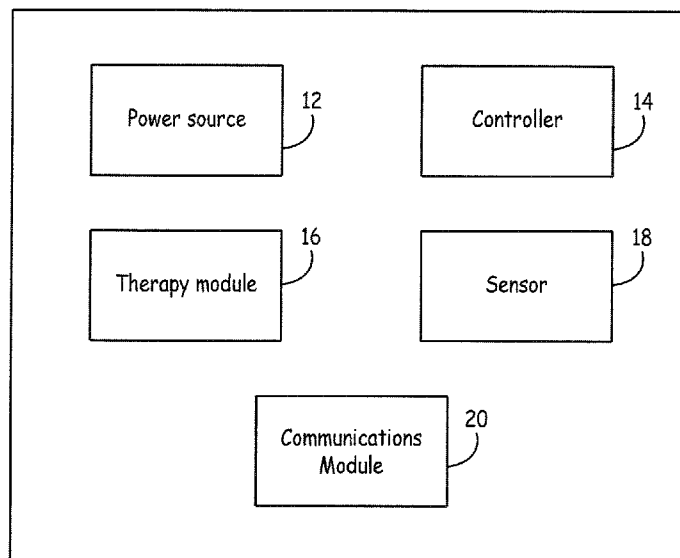 Power source
12
Controller
14
Therapy module
16
Sensor
18
Communications
Module
20